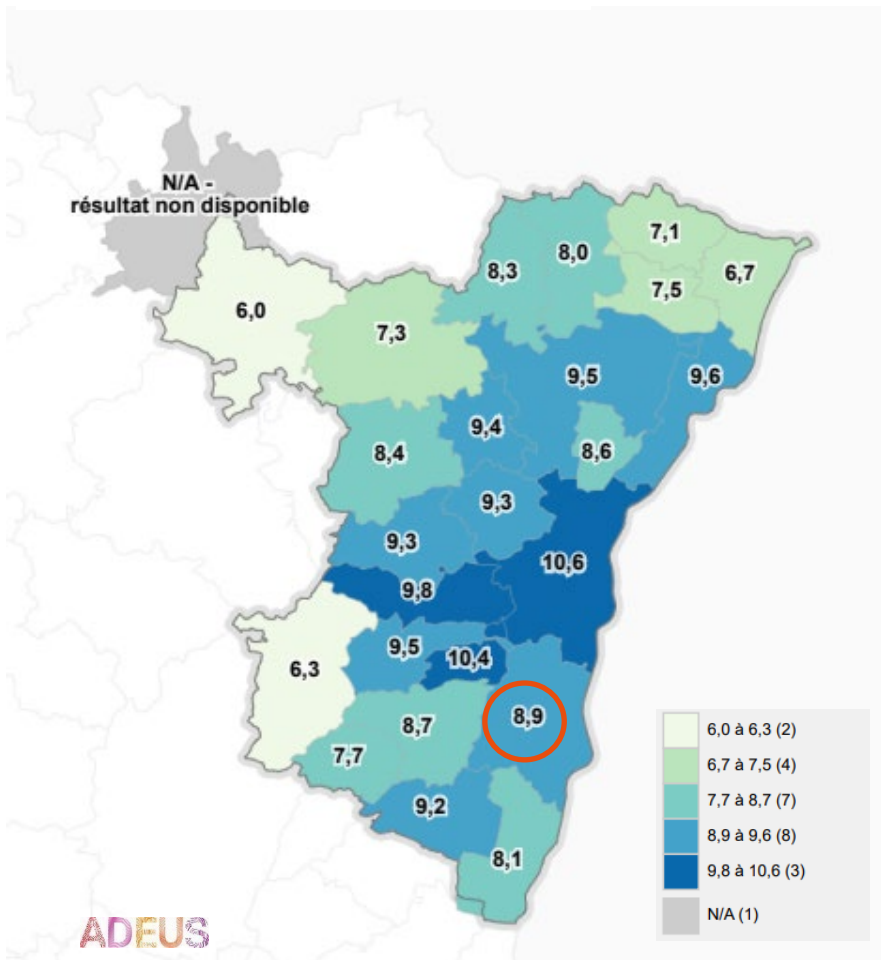 N/A -
résultat non disponible
7,1
8,0
8,3
6,7
7,5
6,0
7,3
9,5
9,6
9,4
8,4
8,6
9,3
9,3
10,6
9,8
9,5
10,4
6,3
8,9
8,7
7,7
9,2
8,1
6,0 à 6,3 (2)
6,7 à 7,5 (4)
7,7 à 8,7 (7)
8,9 à 9,6 (8)
9,8 à 10,6 (3)
N/A (1)
ADEUS